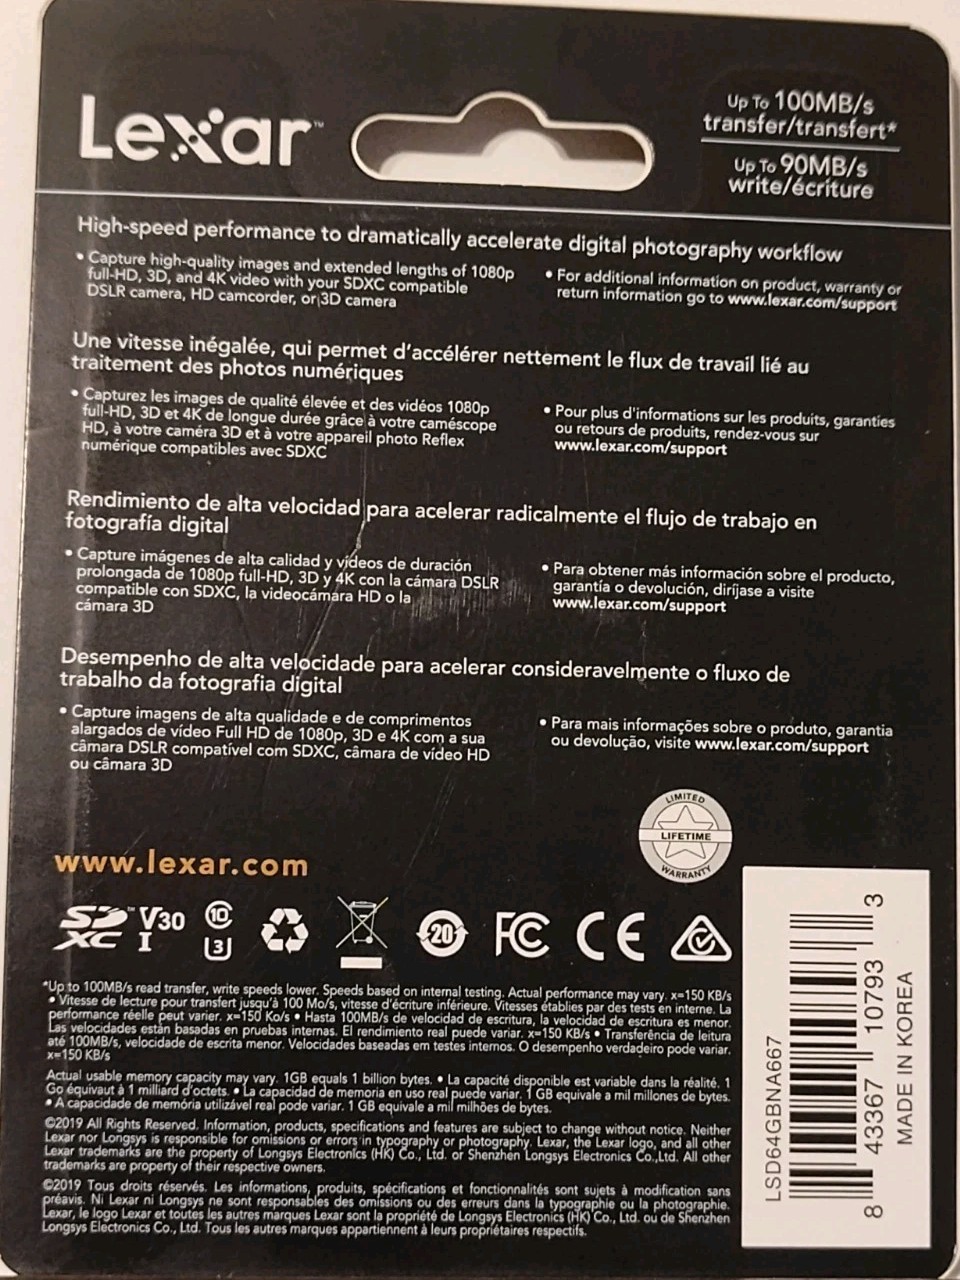 Lexar™
Up To 100MB/s
transfer/transfert*
Up To 90MB/s
write/écriture
High-speed performance to dramatically accelerate digital photography workflow
• Capture high-quality images and extended lengths of 1080p
full-HD, 3D, and 4K video with your SDXC compatible
DSLR camera, HD camcorder, or 3D camera
• For additional information on product, warranty or
return information go to www.lexar.com/support
Une vitesse inégalée, qui permet d'accélérer nettement le flux de travail lié au
traitement des photos numériques
• Capturez les images de qualité élevée et des vidéos 1080p
full-HD, 3D et 4K de longue durée grâce à votre caméscope
HD, à votre caméra 3D et à votre appareil photo Reflex
numérique compatibles avec SDXC
• Pour plus d'informations sur les produits, garanties
ou retours de produits, rendez-vous sur
www.lexar.com/support
Rendimiento de alta velocidad para acelerar radicalmente el flujo de trabajo en
fotografía digital
• Capture imágenes de alta calidad y vídeos de duración
prolongada de 1080p full-HD, 3D y 4K con la cámara DSLR
compatible con SDXC, la videocámara HD o la
cámara 3D
• Para obtener más información sobre el producto,
garantía o devolución, diríjase a visite
www.lexar.com/support
Desempenho de alta velocidade para acelerar consideravelmente o fluxo de
trabalho da fotografia digital
• Capture imagens de alta qualidade e de comprimentos
alargados de vídeo Full HD de 1080p, 3D e 4K com a sua
câmara DSLR compatível com SDXC, câmara de vídeo HD
ou câmara 3D
• Para mais informações sobre o produto, garantia
ou devolução, visite www.lexar.com/support
LIMITED
LIFETIME
WARRANTY
www.lexar.com
SD™ XC V30 I 10 3 20 FC CE
*Up to 100MB/s read transfer, write speeds lower. Speeds based on internal testing. Actual performance may vary. x=150 KB/s
• Vitesse de lecture pour transfert jusqu'à 100 Mo/s, vitesse d'écriture inférieure. Vitesses établies par des tests en interne. La
performance réelle peut varier. x=150 Ko/s • Hasta 100MB/s de velocidad de escritura, la velocidad de escritura es menor.
Las velocidades están basadas en pruebas internas. El rendimiento real puede variar. x=150 KB/s • Transferência de leitura
até 100MB/s, velocidade de escrita menor. Velocidades baseadas em testes internos. O desempenho verdadeiro pode variar.
x=150 KB/s
Actual usable memory capacity may vary. 1GB equals 1 billion bytes. • La capacité disponible est variable dans la réalité. 1
Go équivaut à 1 milliard d'octets. • La capacidad de memoria en uso real puede variar. 1 GB equivale a mil millones de bytes.
• A capacidade de memória utilizável real pode variar. 1 GB equivale a mil milhões de bytes.
©2019 All Rights Reserved. Information, products, specifications and features are subject to change without notice. Neither
Lexar nor Longsys is responsible for omissions or errors in typography or photography. Lexar, the Lexar logo, and all other
Lexar trademarks are the property of Longsys Electronics (HK) Co., Ltd. or Shenzhen Longsys Electronics Co.,Ltd. All other
trademarks are property of their respective owners.
©2019 Tous droits réservés. Les informations, produits, spécifications et fonctionnalités sont sujets à modification sans
préavis. Ni Lexar ni Longsys ne sont responsables des omissions ou des erreurs dans la typographie ou la photographie.
Lexar, le logo Lexar et toutes les autres marques Lexar sont la propriété de Longsys Electronics (HK) Co., Ltd. ou de Shenzhen
Longsys Electronics Co., Ltd. Tous les autres marques appartiennent à leurs propriétaires respectifs.
LSD64GBNA667
8 43367 10793 3
MADE IN KOREA